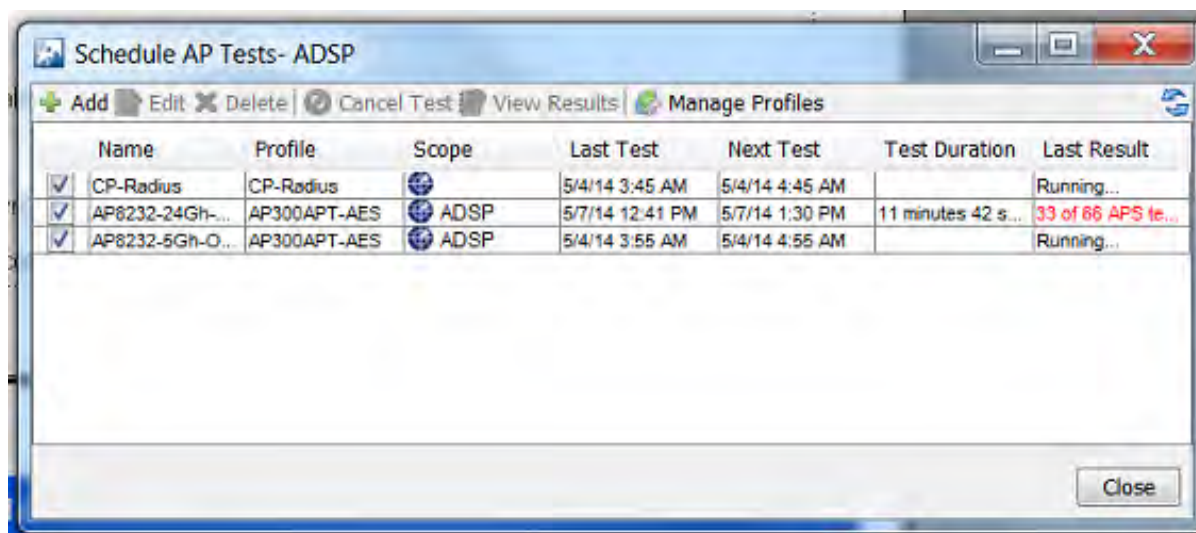 Schedule AP Tests- ADSP
Add Edit Delete Cancel Test View Results Manage Profiles
Name Profile Scope Last Test Next Test Test Duration Last Result
CP-Radius CP-Radius 5/4/14 3:45 AM 5/4/14 4:45 AM Running...
AP8232-24Gh-... AP300APT-AES ADSP 5/7/14 12:41 PM 5/7/14 1:30 PM 11 minutes 42 s... 33 of 66 APS te...
AP8232-5Gh-O... AP300APT-AES ADSP 5/4/14 3:55 AM 5/4/14 4:55 AM Running...
Close